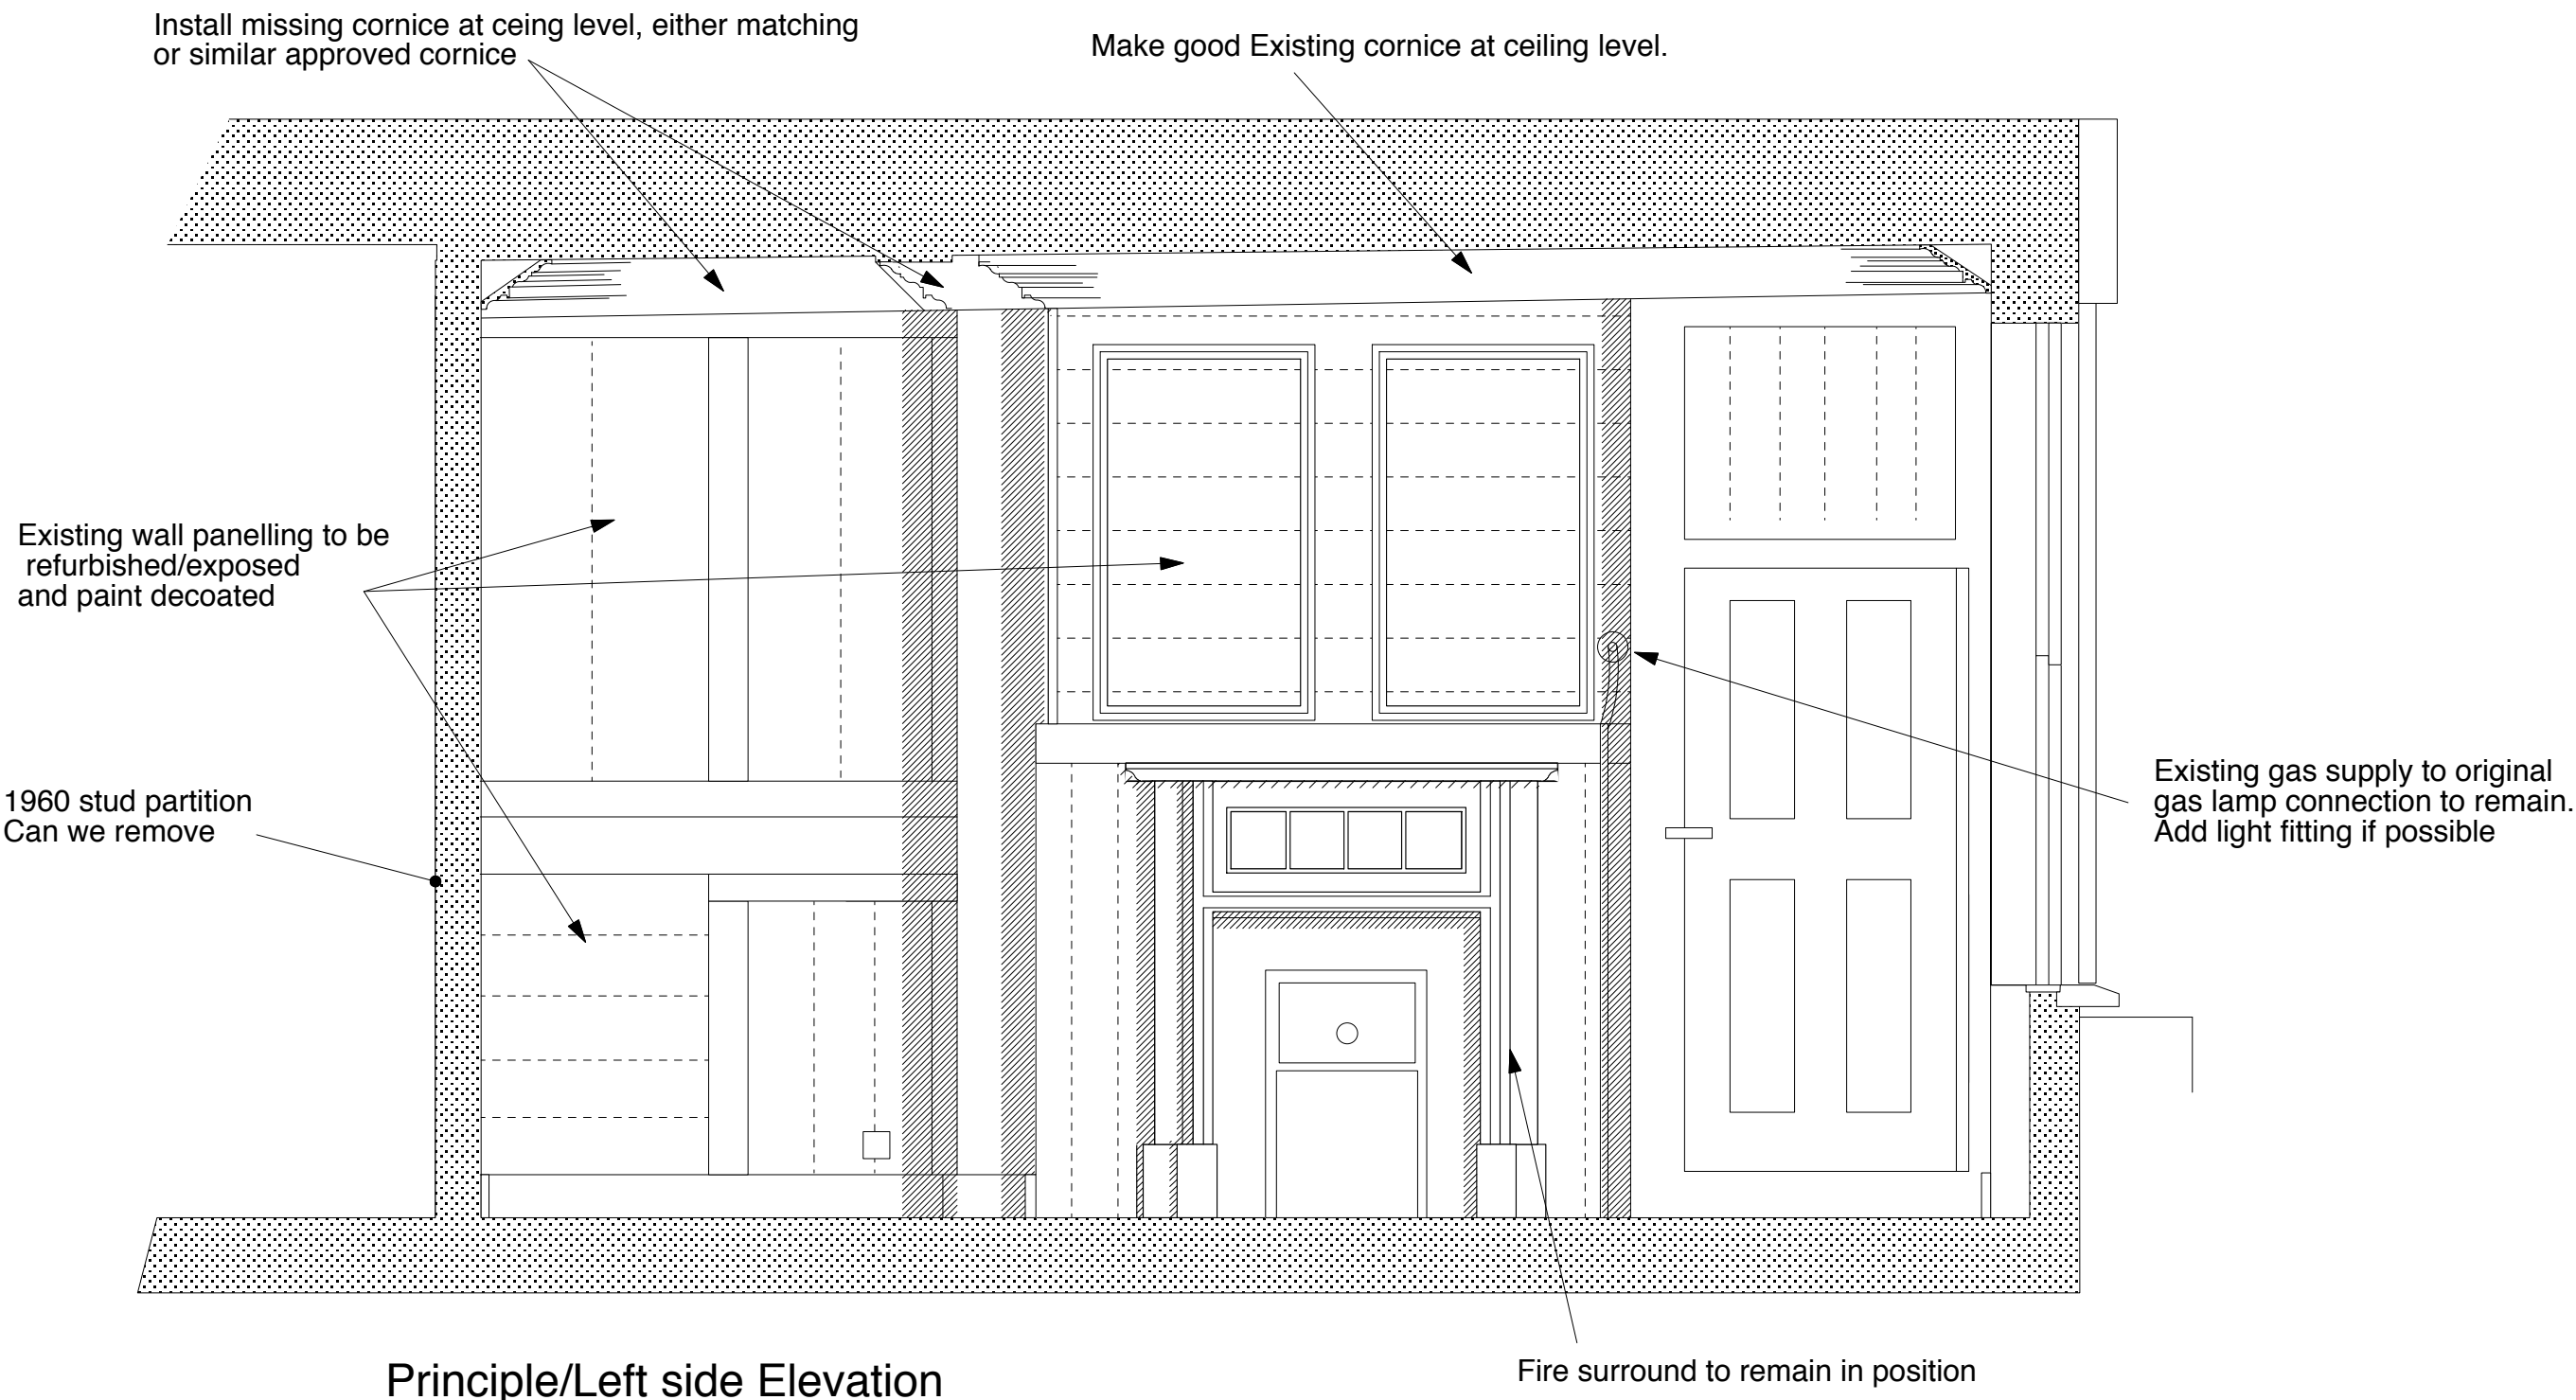 Install missing cornice at ceing level, either matching
or similar approved cornice
Make good Existing cornice at ceiling level.
Existing wall panelling to be
refurbished/exposed
and paint decoated
1960 stud partition
Can we remove
Existing gas supply to original
gas lamp connection to remain.
Add light fitting if possible
Fire surround to remain in position
Principle/Left side Elevation